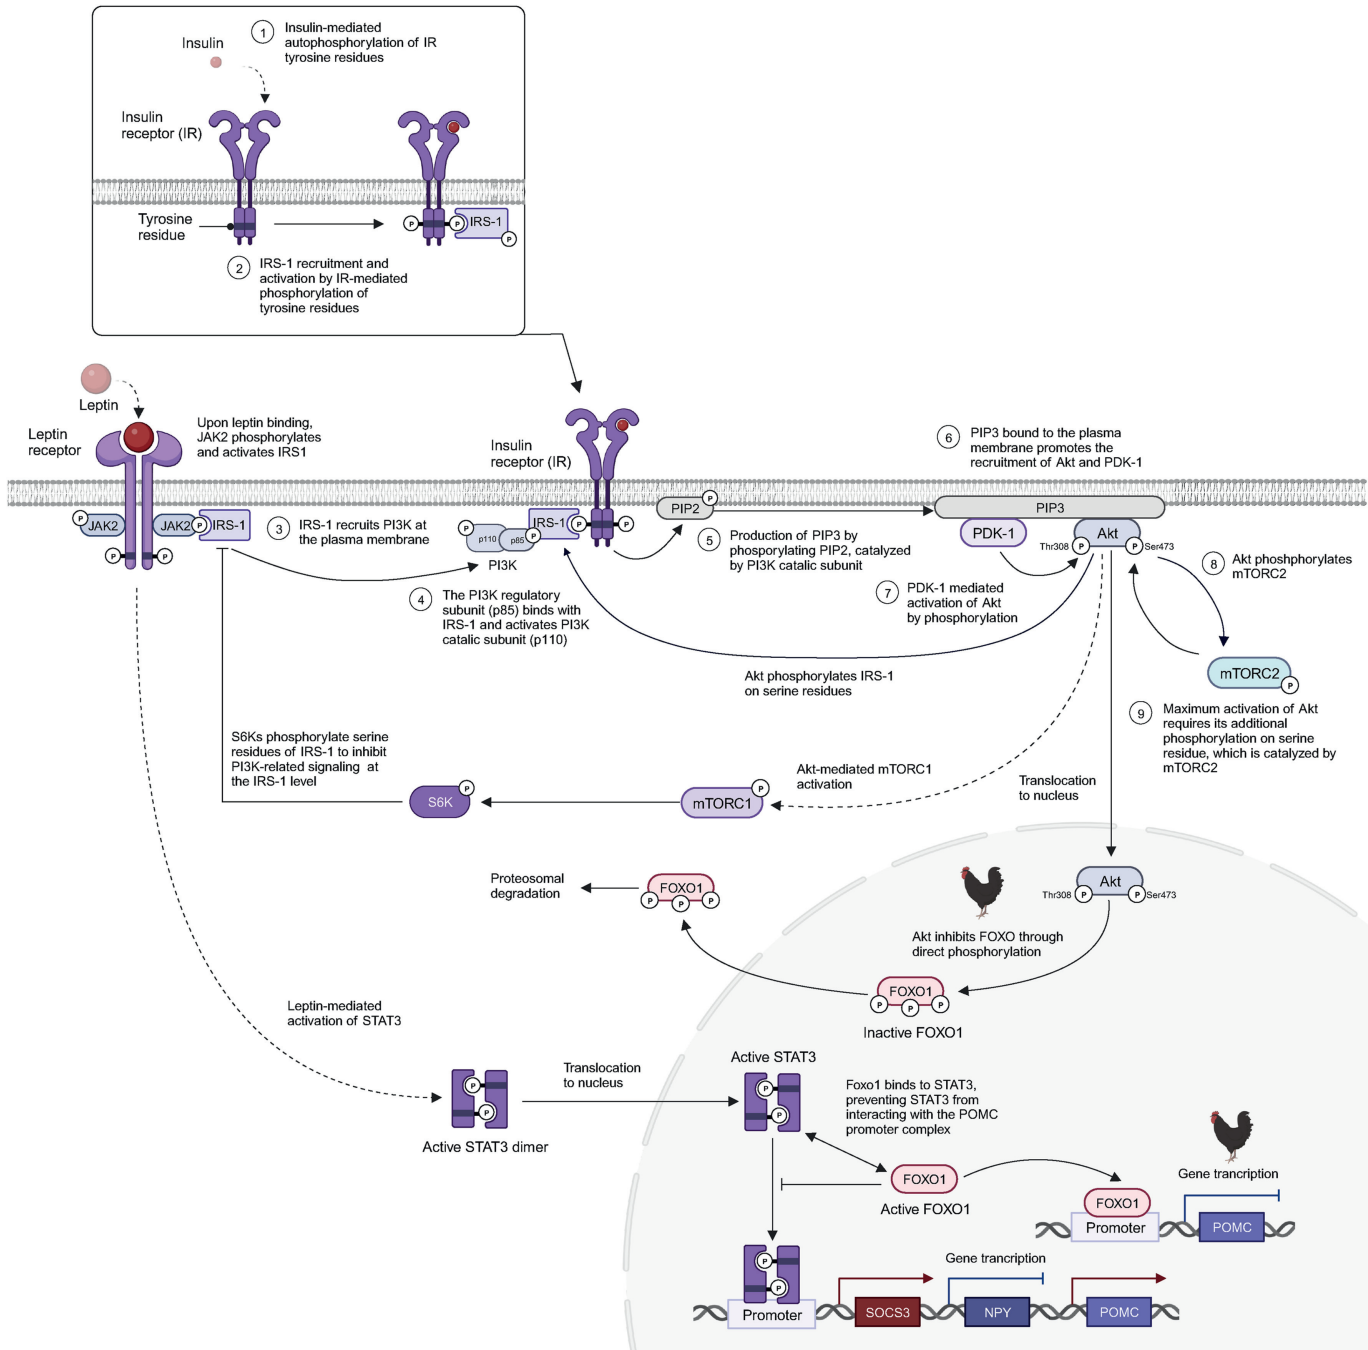 1
Insulin-mediated
autophosphorylation of IR
tyrosine residues
Insulin
Insulin
receptor (IR)
Tyrosine
residue
P
P
IRS-1
P
2
IRS-1 recruitment and
activation by IR-mediated
phosphorylation of
tyrosine residues
Leptin
Leptin
receptor
Upon leptin binding,
JAK2 phosphorylates
and activates IRS1
P
JAK2
JAK2
P
IRS-1
P
P
3
IRS-1 recruits PI3K at
the plasma membrane
Insulin
receptor (IR)
P
p110
p85
P
IRS-1
P
P
PI3K
4
The PI3K regulatory
subunit (p85) binds with
IRS-1 and activates PI3K
catalic subunit (p110)
PIP2
P
5
Production of PIP3 by
phosporylating PIP2, catalyzed
by PI3K catalic subunit
6
PIP3 bound to the plasma
membrane promotes the
recruitment of Akt and PDK-1
PIP3
PDK-1
Akt
Thr308
P
P
Ser473
7
PDK-1 mediated
activation of Akt
by phosphorylation
8
Akt phoshphorylates
mTORC2
mTORC2
P
9
Maximum activation of Akt
requires its additional
phosphorylation on serine
residue, which is catalyzed by
mTORC2
Akt phosphorylates IRS-1
on serine residues
S6Ks phosphorylate serine
residues of IRS-1 to inhibit
PI3K-related signaling at
the IRS-1 level
S6K
P
mTORC1
P
Akt-mediated mTORC1
activation
Translocation
to nucleus
Akt
Thr308
P
P
Ser473
Akt inhibits FOXO through
direct phosphorylation
Proteosomal
degradation
FOXO1
P
P
P
FOXO1
P
P
P
Inactive FOXO1
Leptin-mediated
activation of STAT3
P
P
Active STAT3 dimer
Translocation
to nucleus
Active STAT3
P
P
Foxo1 binds to STAT3,
preventing STAT3 from
interacting with the POMC
promoter complex
FOXO1
Active FOXO1
Gene trancription
FOXO1
Promoter
POMC
P
P
Promoter
Gene trancription
SOCS3
NPY
POMC